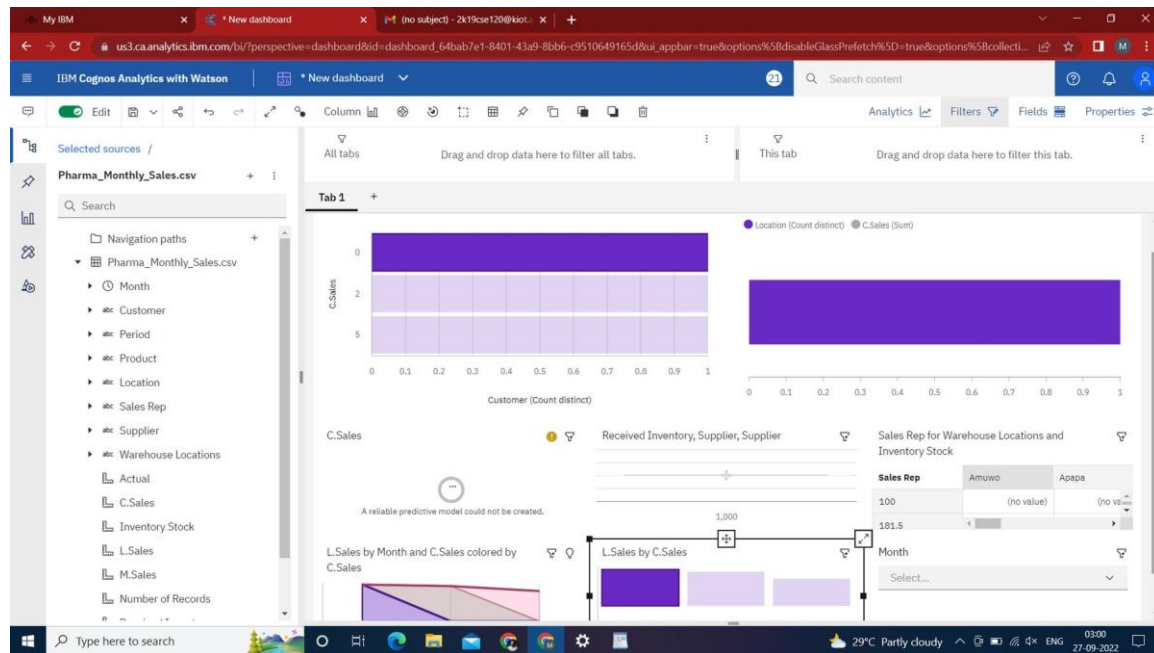 My IBM
* New dashboard
(no subject) - 2k19cse120@kiot.
us3.ca.analytics.ibm.com/bi/?perspective=dashboard&id=dashboard_64bab7e1-8401-43a9-8bb6-c9510649165d&ui_appbar=true&options%5BdisableGlassPrefetch%5D=true&options%5Bcollecti...
M
IBM Cognos Analytics with Watson
* New dashboard
21
Search content
Edit
Column
Analytics
Filters
Fields
Properties
Selected sources /
All tabs
Drag and drop data here to filter all tabs.
This tab
Drag and drop data here to filter this tab.
Pharma_Monthly_Sales.csv
Tab 1
Search
Navigation paths
Pharma_Monthly_Sales.csv
Month
abc Customer
abc Period
abc Product
abc Location
abc Sales Rep
abc Supplier
abc Warehouse Locations
Actual
C.Sales
Inventory Stock
L.Sales
M.Sales
Number of Records
C.Sales
0
2
5
0 0.1 0.2 0.3 0.4 0.5 0.6 0.7 0.8 0.9 1
Customer (Count distinct)
Location (Count distinct) C.Sales (Sum)
0 0.1 0.2 0.3 0.4 0.5 0.6 0.7 0.8 0.9 1
C.Sales
A reliable predictive model could not be created.
Received Inventory, Supplier, Supplier
1,000
Sales Rep for Warehouse Locations and
Inventory Stock
Sales Rep Amuwo Apapa
100 (no value) (no va
181.5
L.Sales by Month and C.Sales colored by
C.Sales
L.Sales by C.Sales
Month
Select...
Type here to search
29°C Partly cloudy
ENG
03:00
27-09-2022